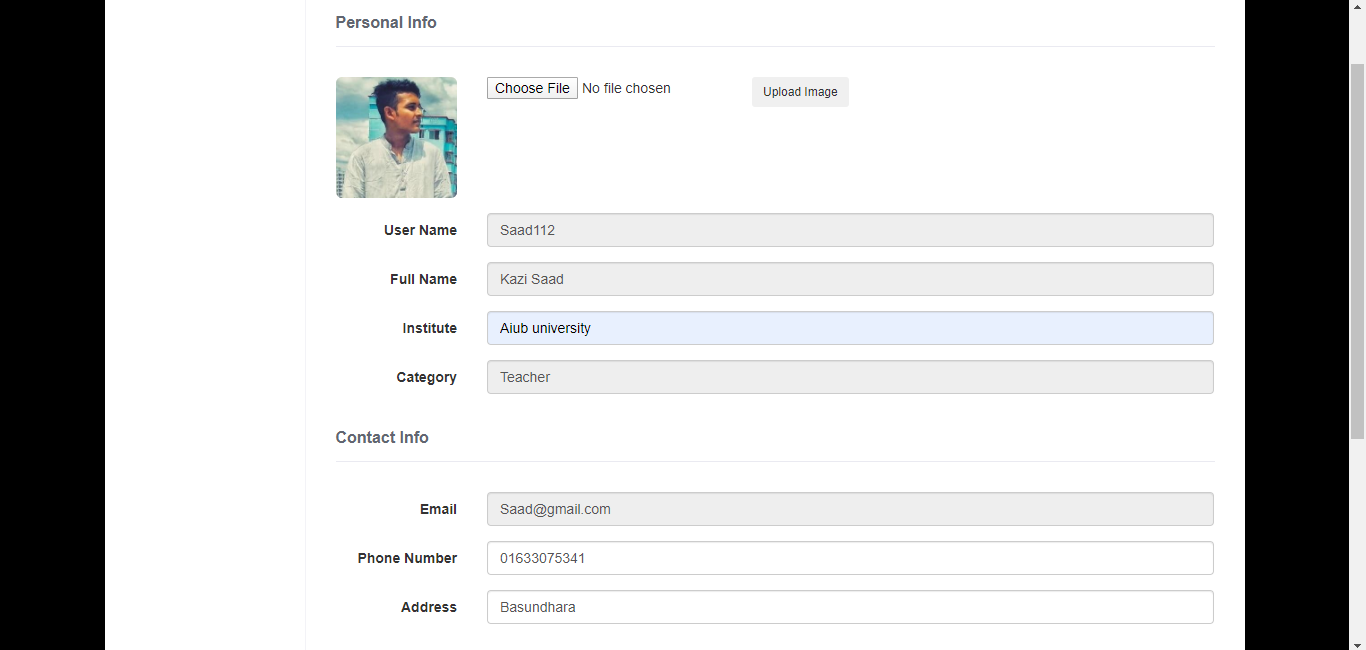 Personal Info
Choose File No file chosen Upload Image
User Name Saad112
Full Name Kazi Saad
Institute Aiub university
Category Teacher
Contact Info
Email Saad@gmail.com
Phone Number 01633075341
Address Basundhara